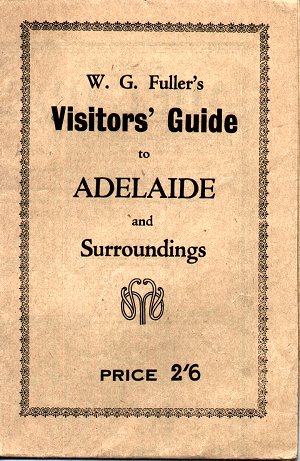 W. G. Fuller's
Visitors' Guide
to
ADELAIDE
and
Surroundings
PRICE 2'6